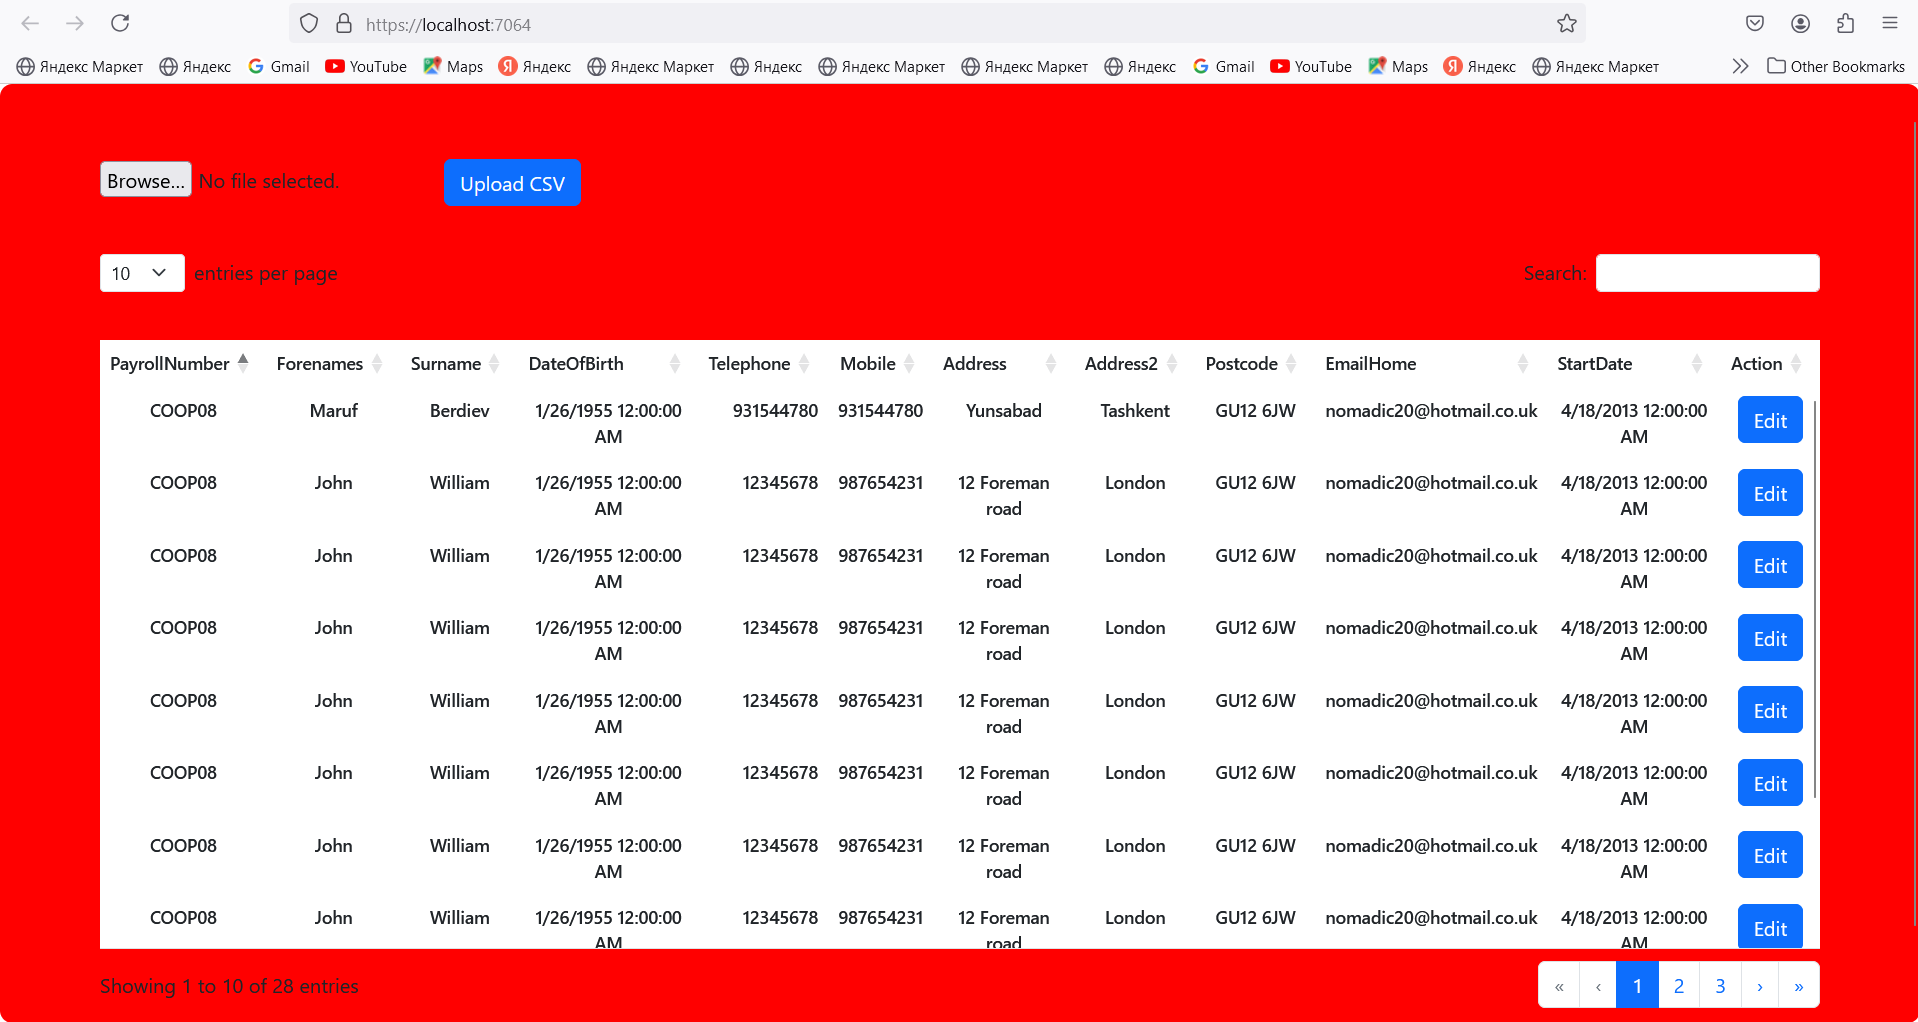 https://localhost:7064
Яндекс Маркет Яндекс Gmail YouTube Maps Яндекс Яндекс Маркет Яндекс Яндекс Маркет Яндекс Маркет Яндекс Gmail YouTube Maps Яндекс Яндекс Маркет Other Bookmarks
Browse... No file selected. Upload CSV
10 entries per page Search:
PayrollNumber Forenames Surname DateOfBirth Telephone Mobile Address Address2 Postcode EmailHome StartDate Action
COOP08 Maruf Berdiev 1/26/1955 12:00:00 931544780 931544780 Yunsabad Tashkent GU12 6JW nomadic20@hotmail.co.uk 4/18/2013 12:00:00 Edit
AM AM
COOP08 John William 1/26/1955 12:00:00 12345678 987654231 12 Foreman London GU12 6JW nomadic20@hotmail.co.uk 4/18/2013 12:00:00 Edit
AM road AM
COOP08 John William 1/26/1955 12:00:00 12345678 987654231 12 Foreman London GU12 6JW nomadic20@hotmail.co.uk 4/18/2013 12:00:00 Edit
AM road AM
COOP08 John William 1/26/1955 12:00:00 12345678 987654231 12 Foreman London GU12 6JW nomadic20@hotmail.co.uk 4/18/2013 12:00:00 Edit
AM road AM
COOP08 John William 1/26/1955 12:00:00 12345678 987654231 12 Foreman London GU12 6JW nomadic20@hotmail.co.uk 4/18/2013 12:00:00 Edit
AM road AM
COOP08 John William 1/26/1955 12:00:00 12345678 987654231 12 Foreman London GU12 6JW nomadic20@hotmail.co.uk 4/18/2013 12:00:00 Edit
AM road AM
COOP08 John William 1/26/1955 12:00:00 12345678 987654231 12 Foreman London GU12 6JW nomadic20@hotmail.co.uk 4/18/2013 12:00:00 Edit
AM road AM
COOP08 John William 1/26/1955 12:00:00 12345678 987654231 12 Foreman London GU12 6JW nomadic20@hotmail.co.uk 4/18/2013 12:00:00 Edit
AM road AM
Showing 1 to 10 of 28 entries « ‹ 1 2 3 › »